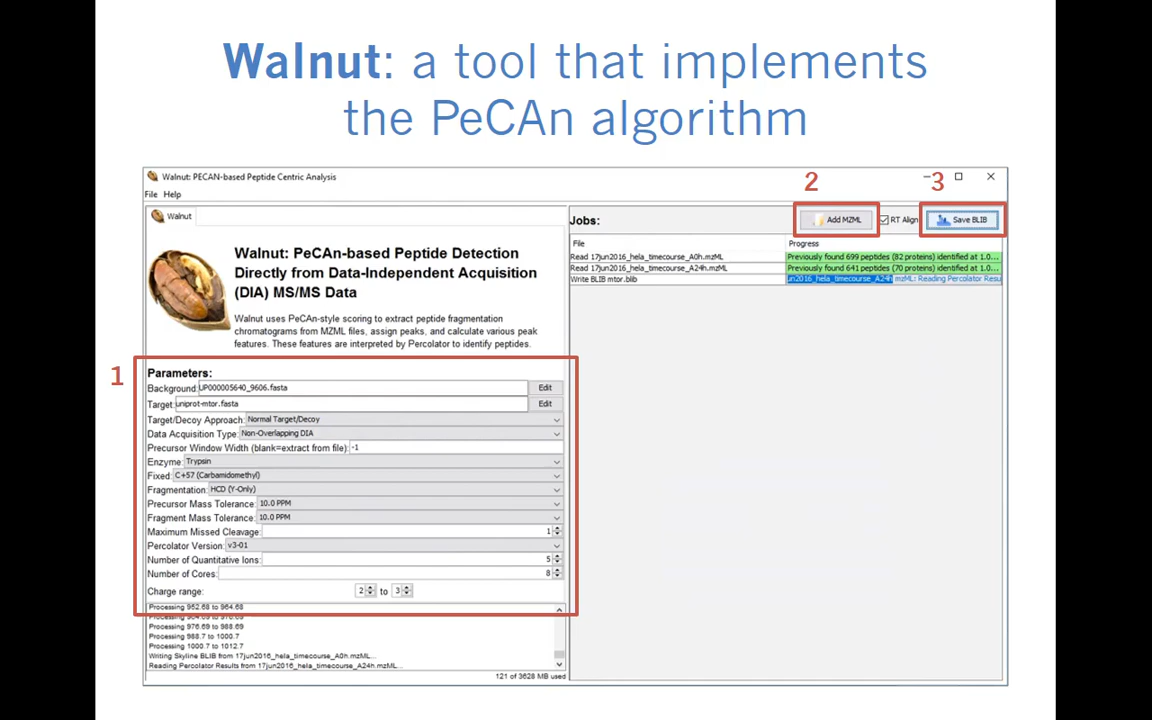 Walnut: a tool that implements
the PeCAn algorithm
Walnut: PECAN-based Peptide Centric Analysis
File Help
Walnut
Walnut: PeCAn-based Peptide Detection
Directly from Data-Independent Acquisition
(DIA) MS/MS Data
Walnut uses PeCAn-style scoring to extract peptide fragmentation
chromatograms from MZML files, assign peaks, and calculate various peak
features. These features are interpreted by Percolator to identify peptides.
1
Parameters:
Background: UP000005640_9606.fasta Edit
Target: uniprot-mtor.fasta Edit
Target/Decoy Approach: Normal Target/Decoy
Data Acquisition Type: Non-Overlapping DIA
Precursor Window Width (blank=extract from file): -1
Enzyme: Trypsin
Fixed: C+57 (Carbamidomethyl)
Fragmentation: HCD (Y-Only)
Precursor Mass Tolerance: 10.0 PPM
Fragment Mass Tolerance: 10.0 PPM
Maximum Missed Cleavage: 1
Percolator Version: v3-01
Number of Quantitative Ions: 5
Number of Cores: 8
Charge range: 2 to 3
Processing 952.68 to 964.68
Processing 964.69 to 976.69
Processing 976.69 to 988.69
Processing 988.7 to 1000.7
Processing 1000.7 to 1012.7
Writing Skyline BLIB from 17jun2016_hela_timecourse_A0h.mzML...
Reading Percolator Results from 17jun2016_hela_timecourse_A24h.mzML...
121 of 3628 MB used
2
3
Jobs: Add MZML RT Align Save BLIB
File Progress
Read 17jun2016_hela_timecourse_A0h.mzML Previously found 699 peptides (82 proteins) identified at 1.0...
Read 17jun2016_hela_timecourse_A24h.mzML Previously found 641 peptides (70 proteins) identified at 1.0...
Write BLIB mtor.blib jun2016_hela_timecourse_A24h.mzML: Reading Percolator Resu